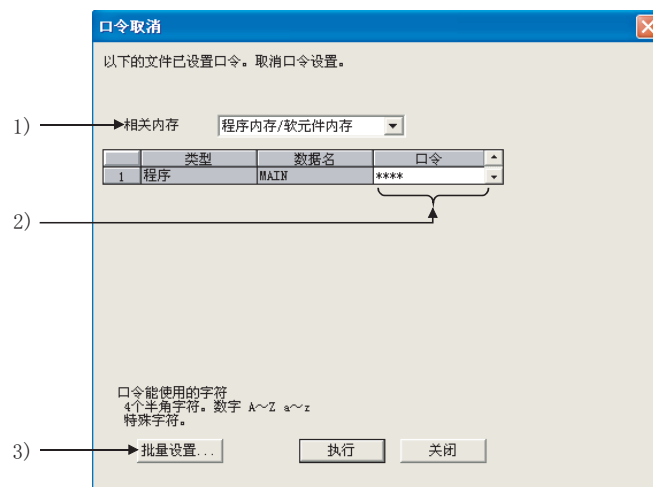 口令取消
以下的文件已设置口令。取消口令设置。
1) 相关内存 程序内存/软元件内存
类型 数据名 口令
1 程序 MAIN ****
2)
口令能使用的字符
4个半角字符。数字 A～Z a～z
特殊字符。
3) 批量设置... 执行 关闭